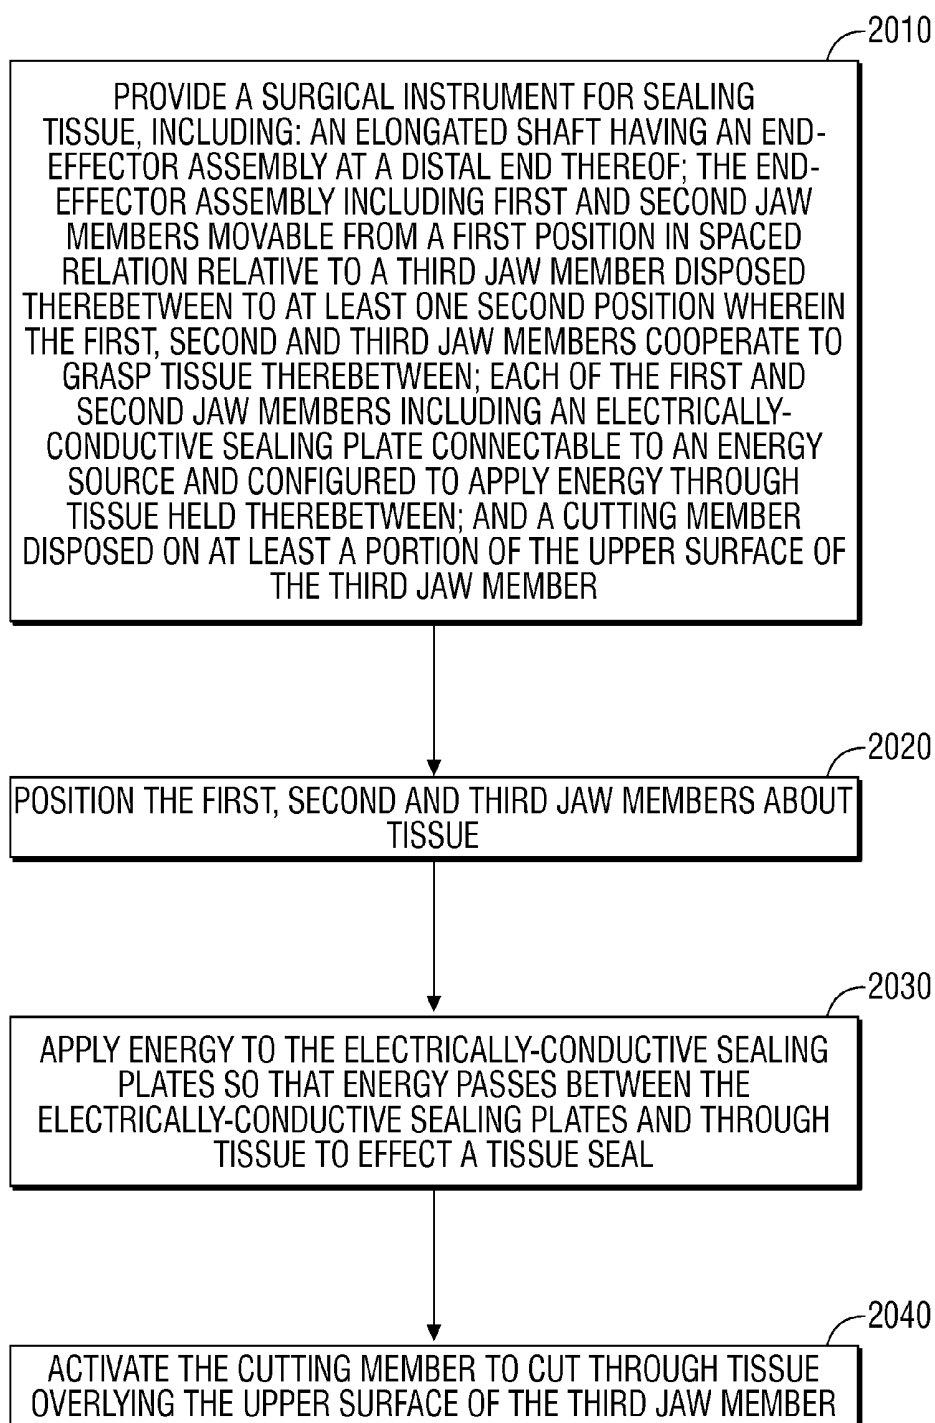 2010
PROVIDE A SURGICAL INSTRUMENT FOR SEALING
TISSUE, INCLUDING: AN ELONGATED SHAFT HAVING AN END-
EFFECTOR ASSEMBLY AT A DISTAL END THEREOF; THE END-
EFFECTOR ASSEMBLY INCLUDING FIRST AND SECOND JAW
MEMBERS MOVABLE FROM A FIRST POSITION IN SPACED
RELATION RELATIVE TO A THIRD JAW MEMBER DISPOSED
THEREBETWEEN TO AT LEAST ONE SECOND POSITION WHEREIN
THE FIRST, SECOND AND THIRD JAW MEMBERS COOPERATE TO
GRASP TISSUE THEREBETWEEN; EACH OF THE FIRST AND
SECOND JAW MEMBERS INCLUDING AN ELECTRICALLY-
CONDUCTIVE SEALING PLATE CONNECTABLE TO AN ENERGY
SOURCE AND CONFIGURED TO APPLY ENERGY THROUGH
TISSUE HELD THEREBETWEEN; AND A CUTTING MEMBER
DISPOSED ON AT LEAST A PORTION OF THE UPPER SURFACE OF
THE THIRD JAW MEMBER
2020
POSITION THE FIRST, SECOND AND THIRD JAW MEMBERS ABOUT
TISSUE
2030
APPLY ENERGY TO THE ELECTRICALLY-CONDUCTIVE SEALING
PLATES SO THAT ENERGY PASSES BETWEEN THE
ELECTRICALLY-CONDUCTIVE SEALING PLATES AND THROUGH
TISSUE TO EFFECT A TISSUE SEAL
2040
ACTIVATE THE CUTTING MEMBER TO CUT THROUGH TISSUE
OVERLYING THE UPPER SURFACE OF THE THIRD JAW MEMBER